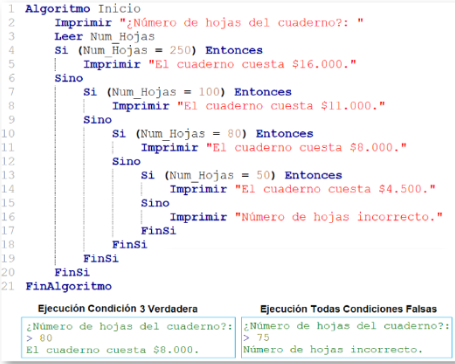 1 Algoritmo Inicio
2 Imprimir "¿Número de hojas del cuaderno?: "
3 Leer Num_Hojas
4 Si (Num_Hojas = 250) Entonces
5 Imprimir "El cuaderno cuesta $16.000."
6 Sino
7 Si (Num_Hojas = 100) Entonces
8 Imprimir "El cuaderno cuesta $11.000."
9 Sino
10 Si (Num_Hojas = 80) Entonces
11 Imprimir "El cuaderno cuesta $8.000."
12 Sino
13 Si (Num_Hojas = 50) Entonces
14 Imprimir "El cuaderno cuesta $4.500."
15 Sino
16 Imprimir "Número de hojas incorrecto."
17 FinSi
18 FinSi
19 FinSi
20 FinSi
21 FinAlgoritmo
Ejecución Condición 3 Verdadera
¿Número de hojas del cuaderno?:
> 80
El cuaderno cuesta $8.000.
Ejecución Todas Condiciones Falsas
¿Número de hojas del cuaderno?:
> 75
Número de hojas incorrecto.